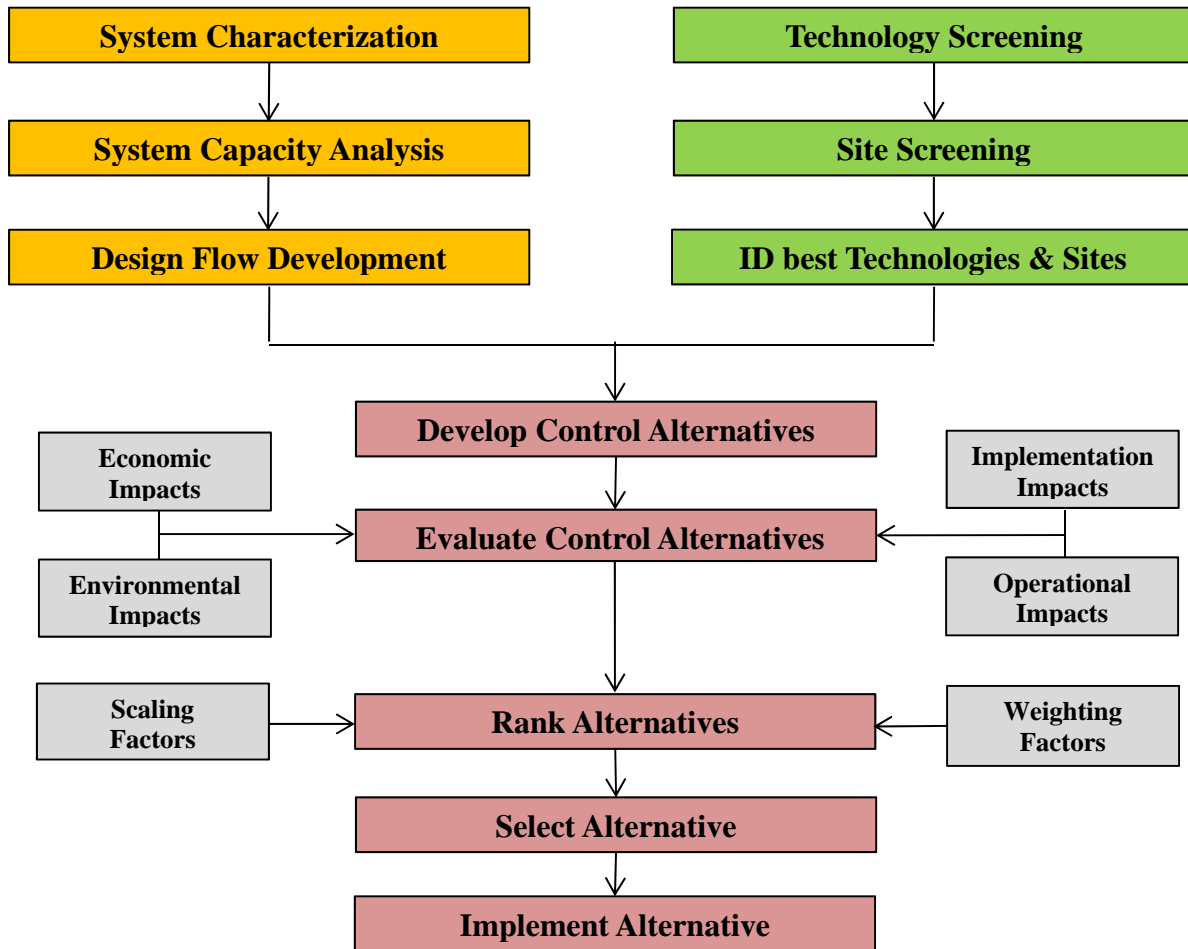 System Characterization
Technology Screening
System Capacity Analysis
Site Screening
Design Flow Development
ID best Technologies & Sites
Develop Control Alternatives
Economic
Impacts
Implementation
Impacts
Evaluate Control Alternatives
Environmental
Impacts
Operational
Impacts
Scaling
Factors
Rank Alternatives
Weighting
Factors
Select Alternative
Implement Alternative